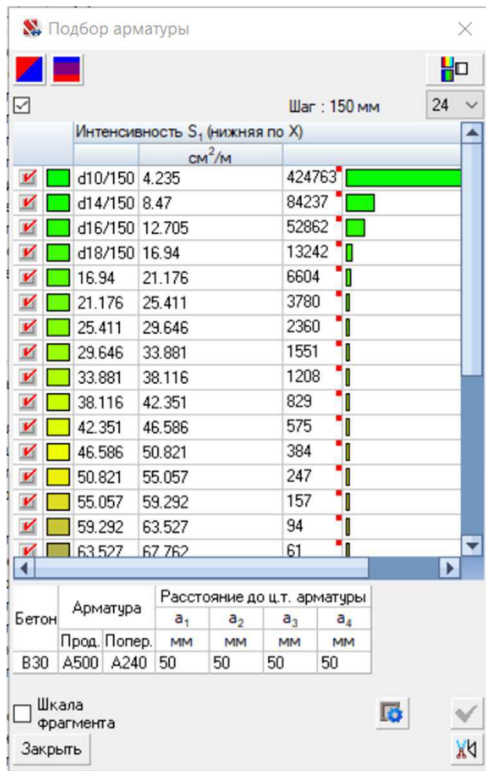 Подбор арматуры
Шаг : 150 мм 24
Интенсивность S₁ (нижняя по X)
см²/м
d10/150 4.235 424763
d14/150 8.47 84237
d16/150 12.705 52862
d18/150 16.94 13242
16.94 21.176 6604
21.176 25.411 3780
25.411 29.646 2360
29.646 33.881 1551
33.881 38.116 1208
38.116 42.351 829
42.351 46.586 575
46.586 50.821 384
50.821 55.057 247
55.057 59.292 157
59.292 63.527 94
63.527 67.762 61
Бетон Арматура Расстояние до ц.т. арматуры
a₁ a₂ a₃ a₄
Прод. Попер. мм мм мм мм
B30 A500 A240 50 50 50 50
Шкала
фрагмента
Закрыть